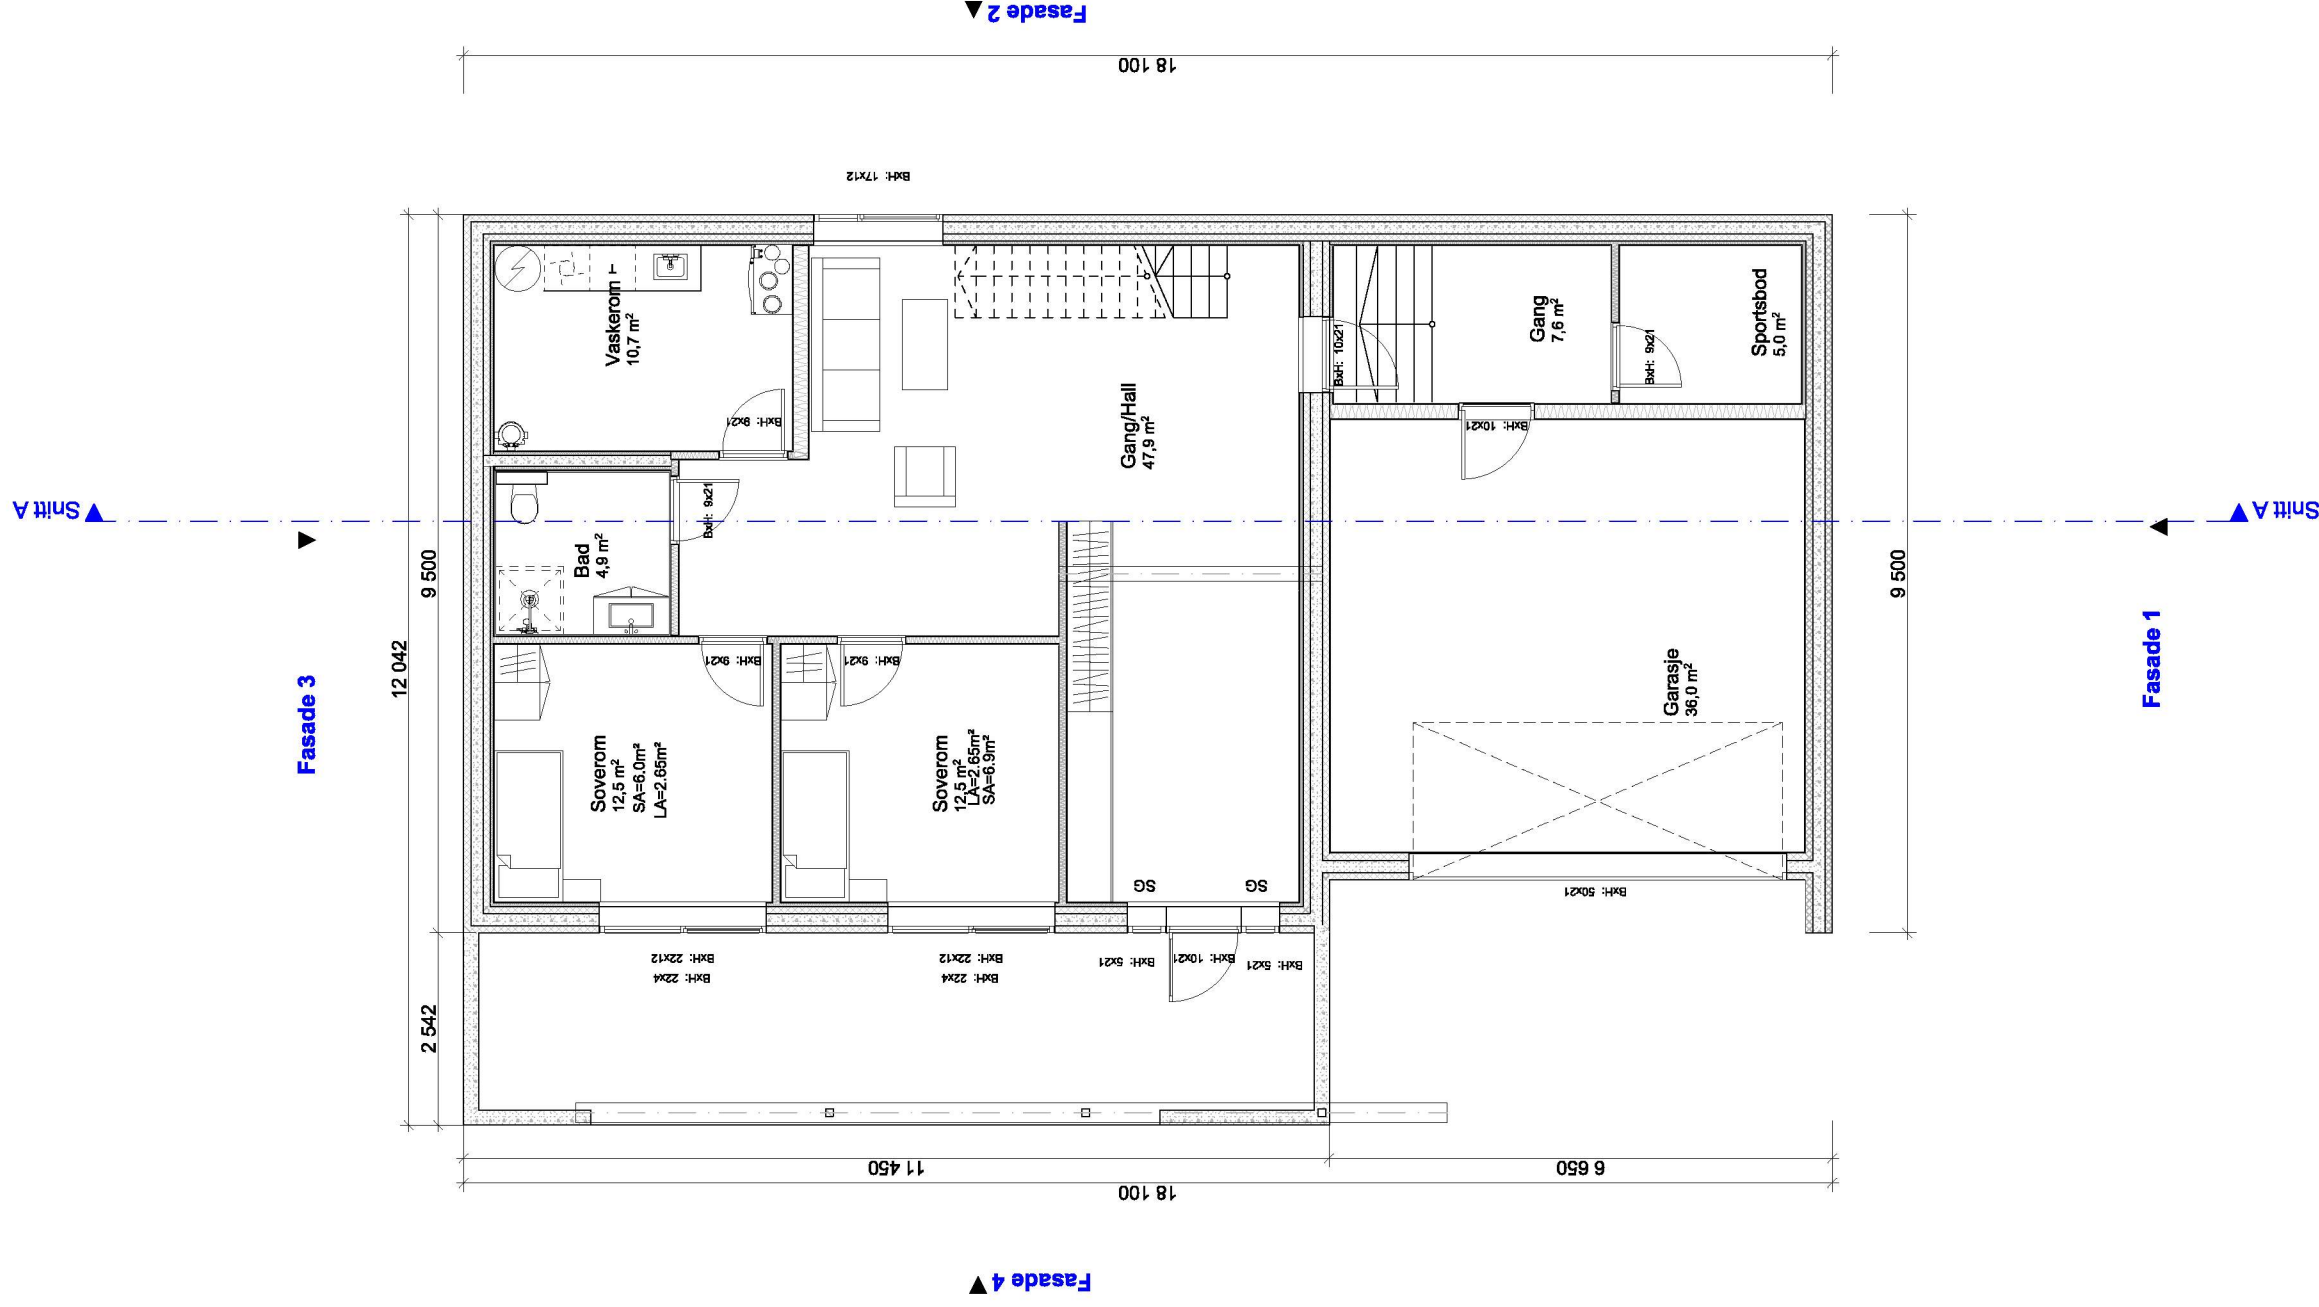 Fasade 2
18 100
BxH: 17x12
Vaskerom
10,7 m²
BxH: 9x21
Gang/Hall
47,9 m²
BxH: 10x21
Gang
7,6 m²
BxH: 9x21
Sportsbod
5,0 m²
BxH: 10x21
Snitt A
Snitt A
BxH: 9x21
Bad
4,9 m²
9 500
9 500
12 042
Fasade 3
Fasade 1
BxH: 9x21
BxH: 9x21
Garasje
36,0 m²
Soverom
12,5 m²
SA=6.0m²
LA=2.65m²
Soverom
12,5 m²
LA=2.65m²
SA=6.9m²
SG
SG
BxH: 50x21
BxH: 22x12
BxH: 22x4
BxH: 22x12
BxH: 22x4
BxH: 5x21
BxH: 10x21
BxH: 5x21
2 542
11 450
6 650
18 100
Fasade 4